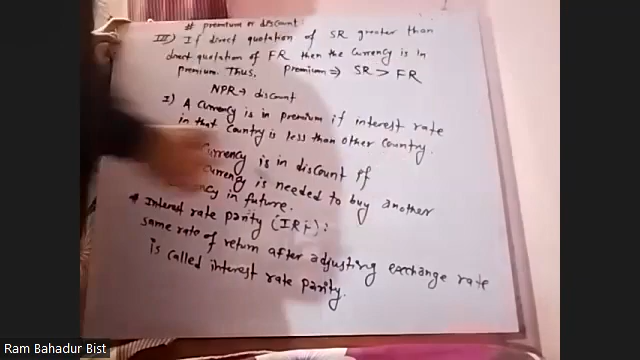 # premium or discount:
III) If direct quotation of SR greater than
direct quotation of FR then the currency is in
premium. Thus, premium ⇒ SR > FR
NPR → discount
I) A currency is in premium if interest rate
in that country is less than other country.
Currency is in discount if
currency is needed to buy another
in future.
# Interest rate parity (IRP):
same rate of return after adjusting exchange rate
is called interest rate parity.
Ram Bahadur Bist